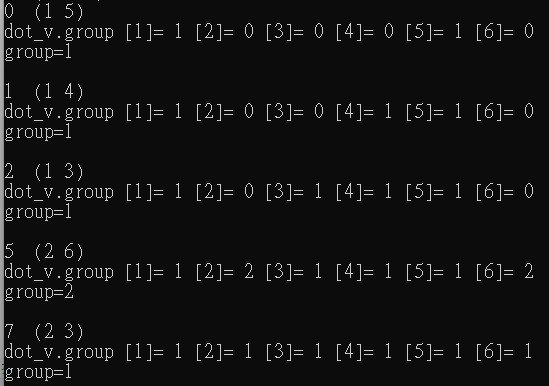 0  (1 5)
dot_v.group [1]= 1 [2]= 0 [3]= 0 [4]= 0 [5]= 1 [6]= 0
group=1
1  (1 4)
dot_v.group [1]= 1 [2]= 0 [3]= 0 [4]= 1 [5]= 1 [6]= 0
group=1
2  (1 3)
dot_v.group [1]= 1 [2]= 0 [3]= 1 [4]= 1 [5]= 1 [6]= 0
group=1
5  (2 6)
dot_v.group [1]= 1 [2]= 2 [3]= 1 [4]= 1 [5]= 1 [6]= 2
group=2
7  (2 3)
dot_v.group [1]= 1 [2]= 1 [3]= 1 [4]= 1 [5]= 1 [6]= 1
group=1